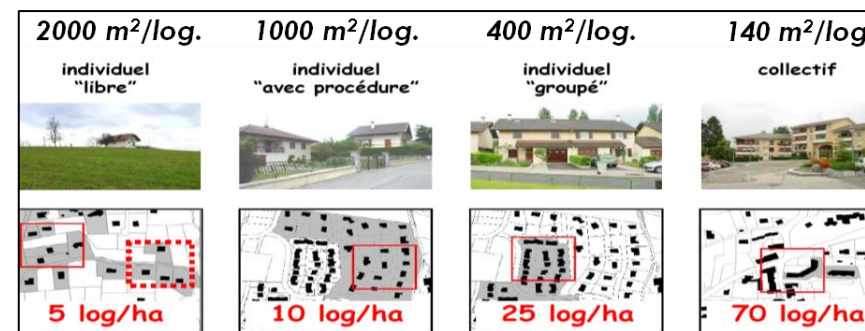 2000 m²/log.
1000 m²/log.
400 m²/log.
140 m²/log
individuel
"libre"
individuel
"avec procédure"
individuel
"groupé"
collectif
5 log/ha
10 log/ha
25 log/ha
70 log/ha